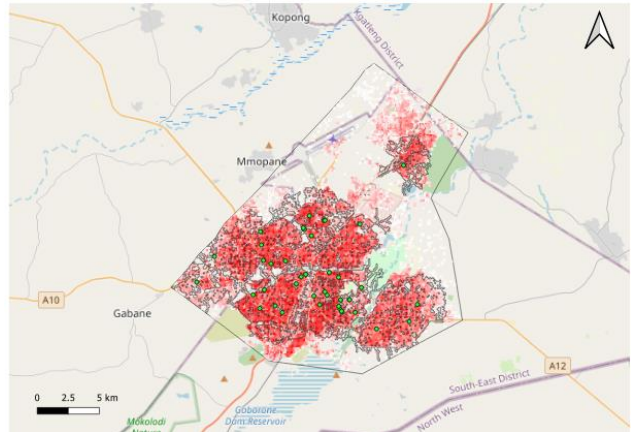 Kopong
Kgatleng District
Mmopane
A10
Gabane
A12
South-East District
North West
0 2.5 5 km
Gaborone
Dam Reservoir
Mokolodi